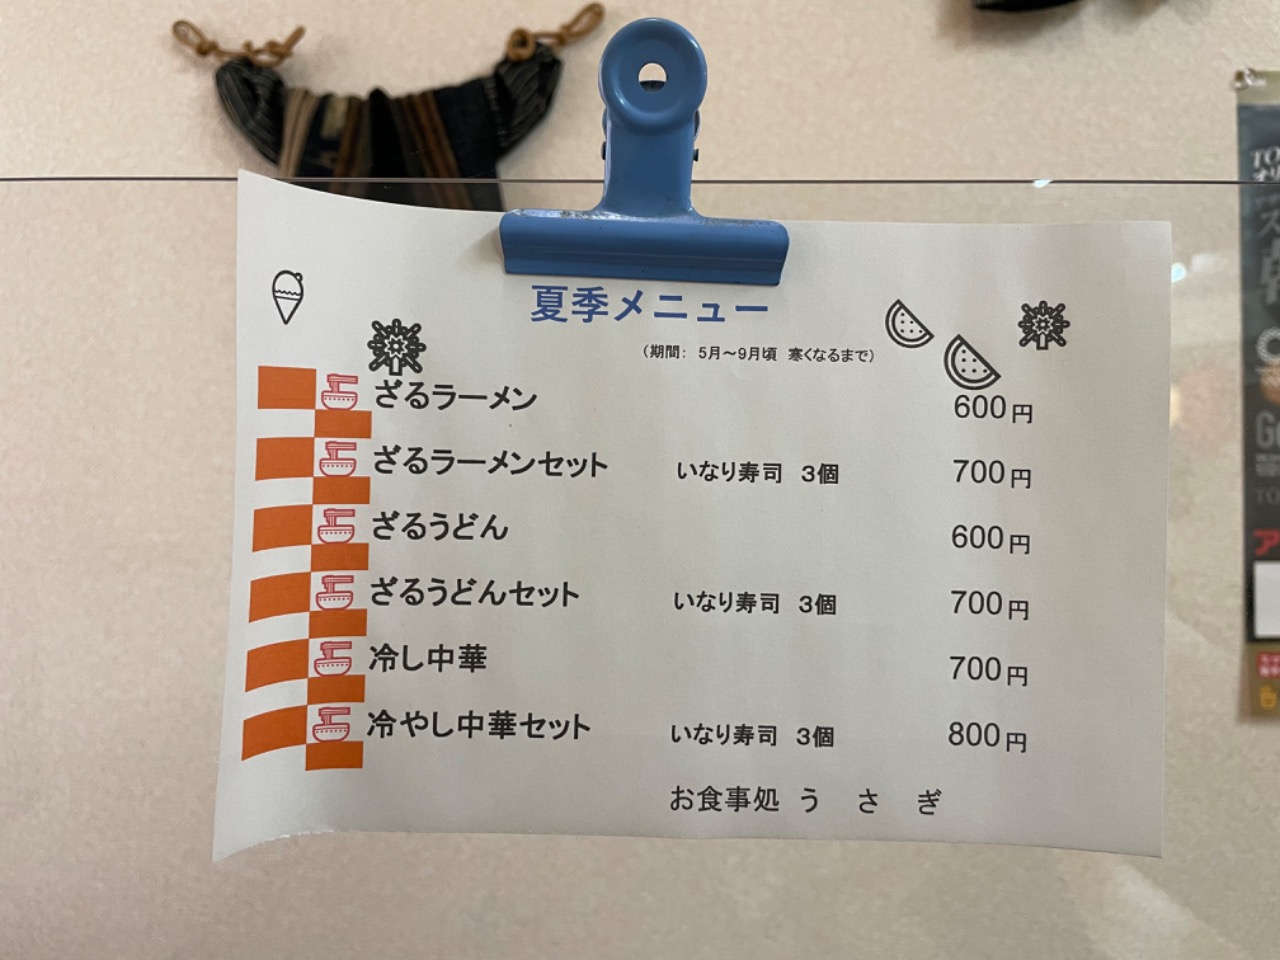 夏季メニュー
（期間： 5月〜9月頃 寒くなるまで）
ざるラーメン 600円
ざるラーメンセット いなり寿司 3個 700円
ざるうどん 600円
ざるうどんセット いなり寿司 3個 700円
冷し中華 700円
冷やし中華セット いなり寿司 3個 800円
お食事処 う さ ぎ